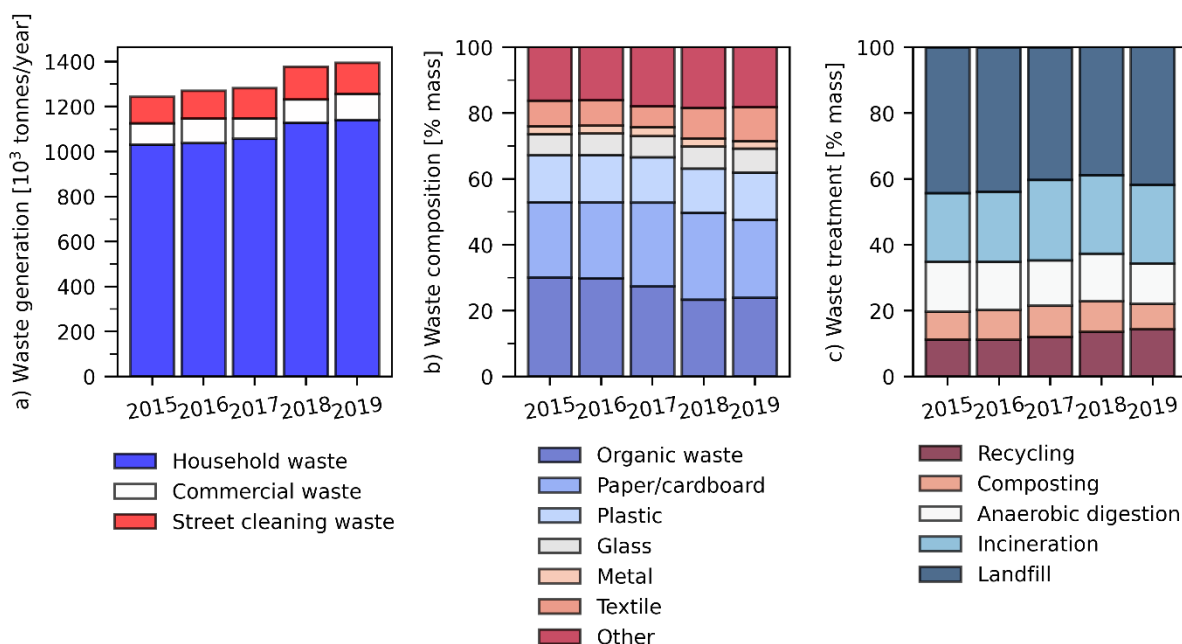 a) Waste generation [10³ tonnes/year]
1400
1200
1000
800
600
400
200
0
2015 2016 2017 2018 2019
Household waste
Commercial waste
Street cleaning waste
b) Waste composition [% mass]
100
80
60
40
20
0
2015 2016 2017 2018 2019
Organic waste
Paper/cardboard
Plastic
Glass
Metal
Textile
Other
c) Waste treatment [% mass]
100
80
60
40
20
0
2015 2016 2017 2018 2019
Recycling
Composting
Anaerobic digestion
Incineration
Landfill